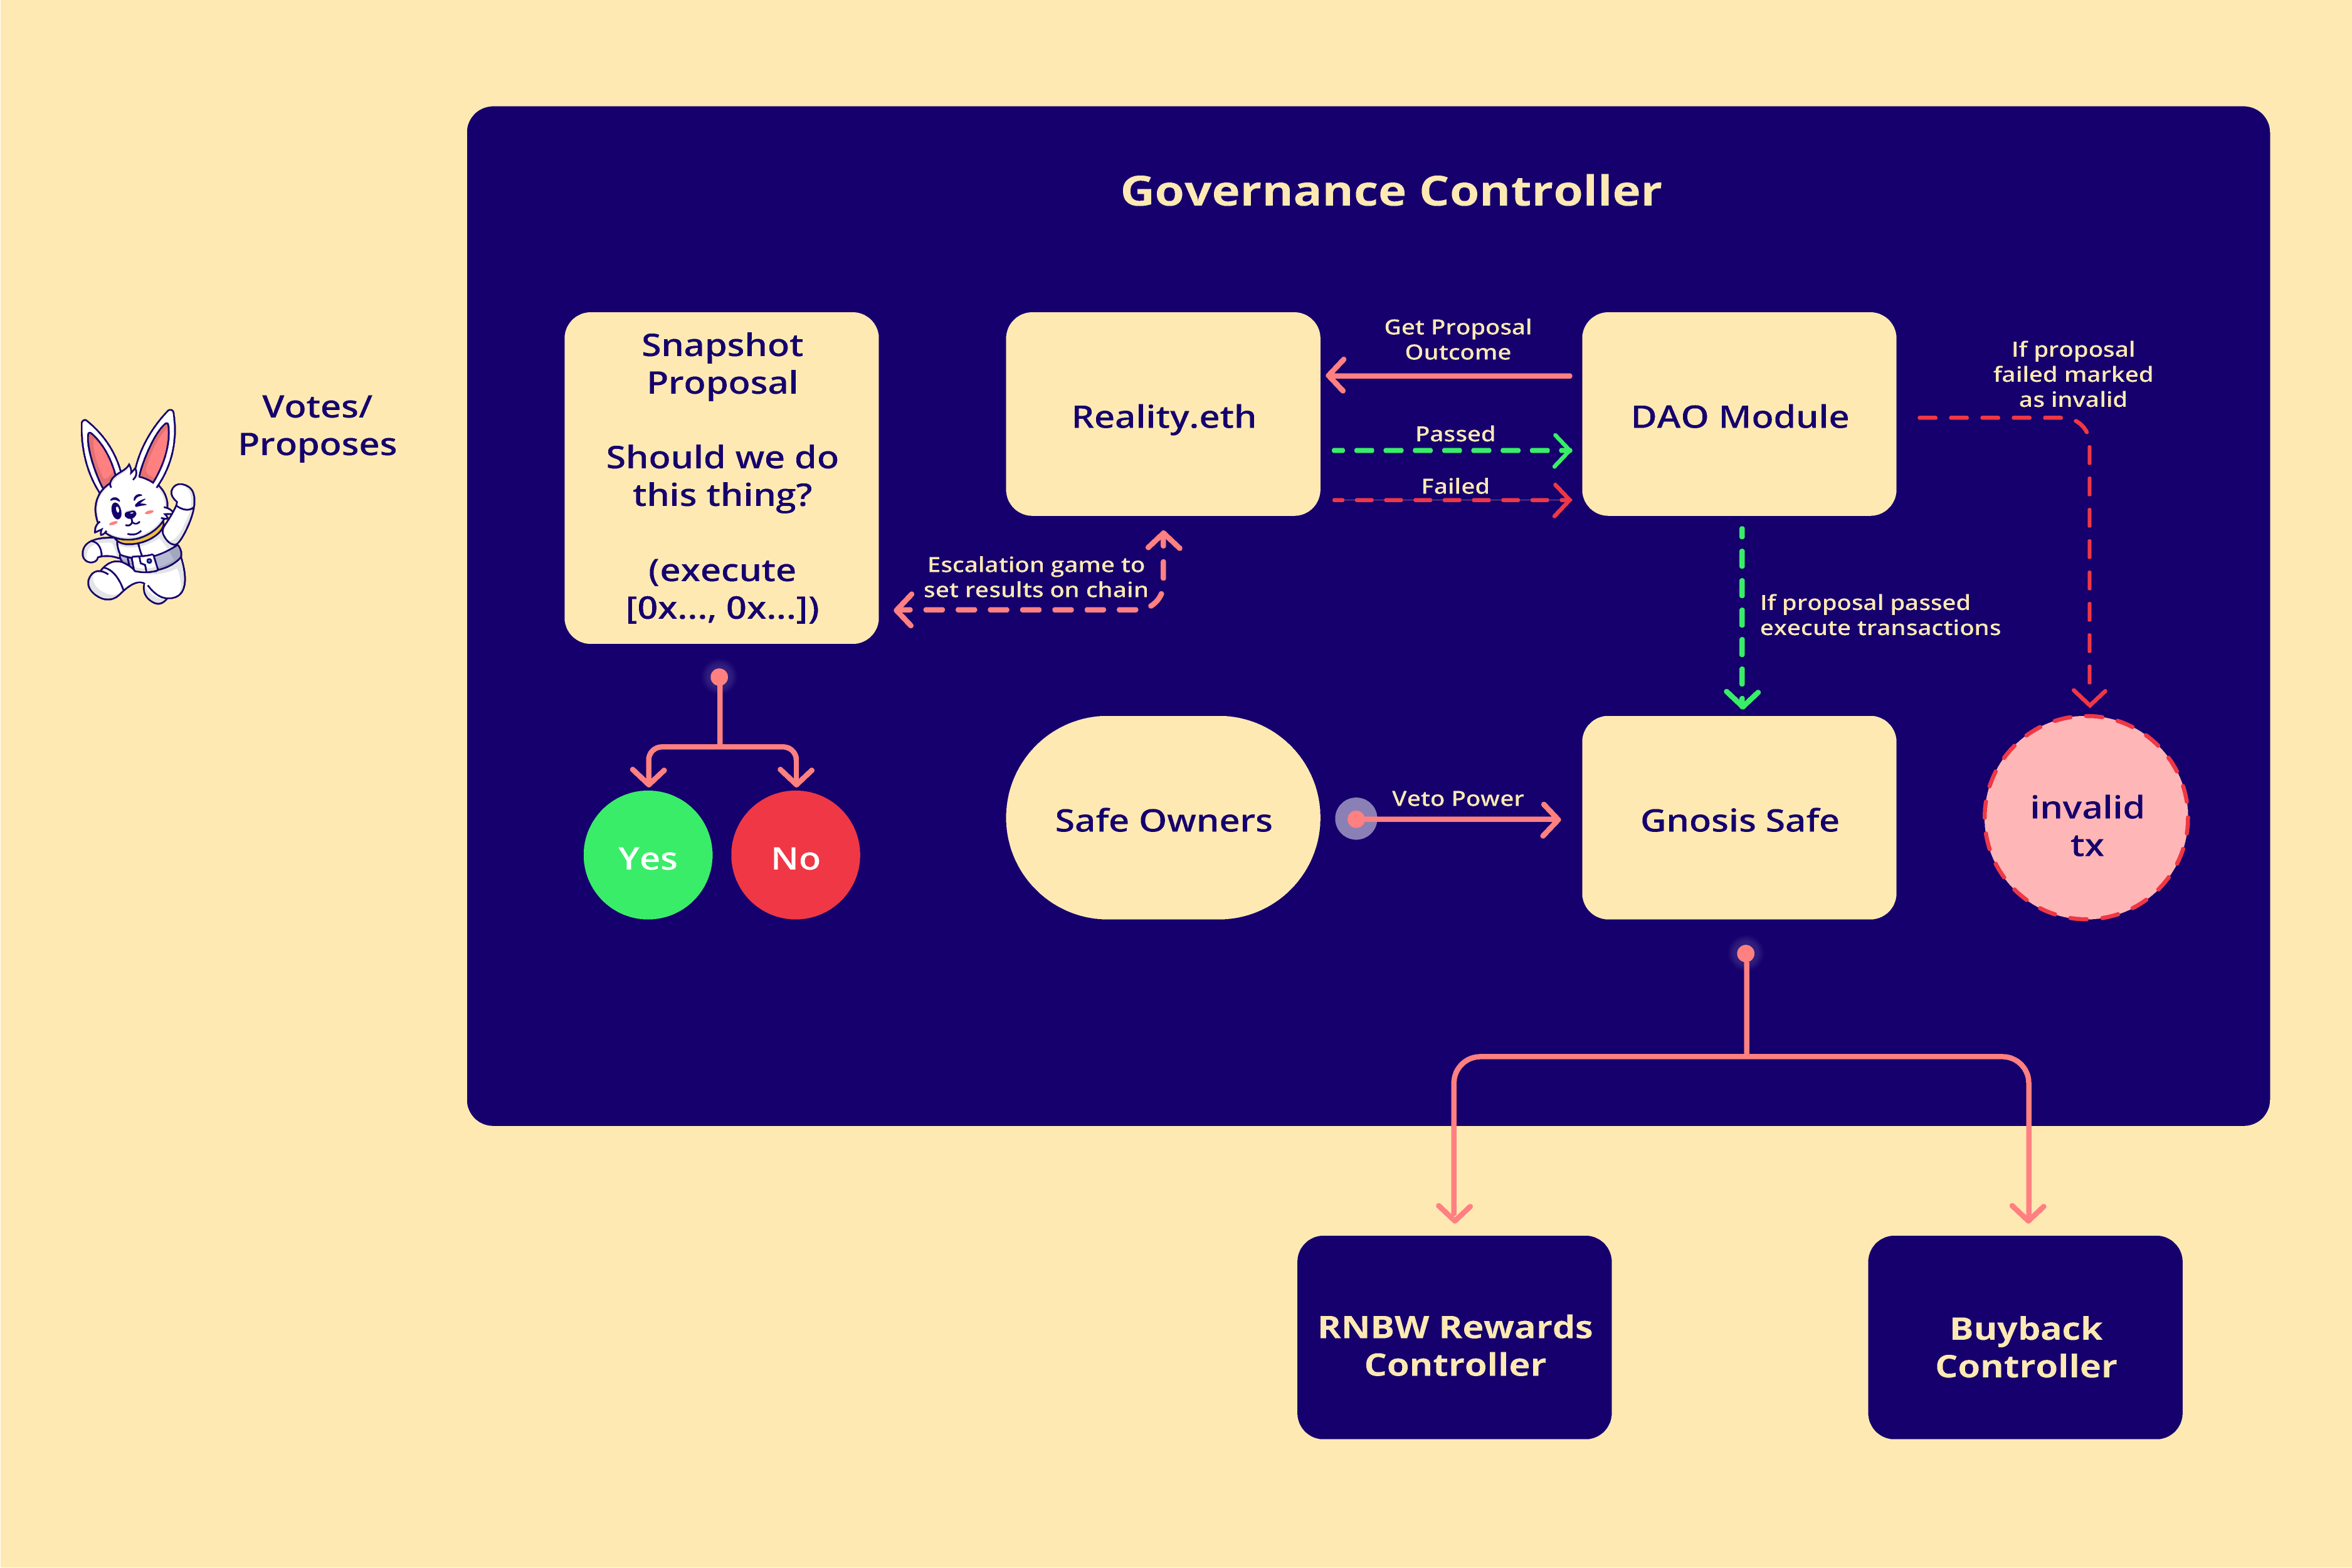 Governance Controller
Votes/
Proposes
Snapshot
Proposal
Should we do
this thing?
(execute
[0x..., 0x...])
Yes
No
Escalation game to
set results on chain
Reality.eth
Get Proposal
Outcome
Passed
Failed
DAO Module
If proposal
failed marked
as invalid
If proposal passed
execute transactions
Safe Owners
Veto Power
Gnosis Safe
invalid
tx
RNBW Rewards
Controller
Buyback
Controller